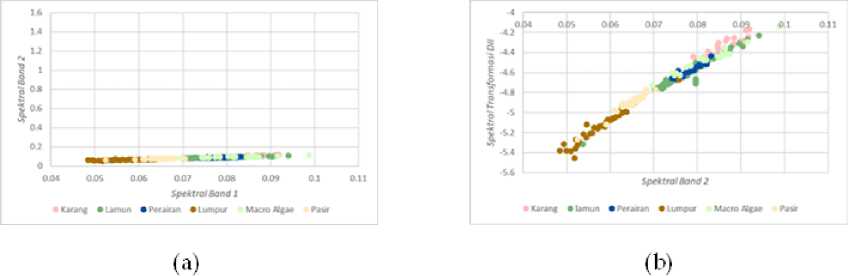 1.6
1.4
1.2
1
0.8
0.6
0.4
0.2
0
Spektral Band 2
0.04 0.05 0.06 0.07 0.08 0.09 0.1 0.11
Spektral Band 1
Karang Lamun Perairan Lumpur Macro Algae Pasir
(a)
0.04 0.05 0.06 0.07 0.08 0.09 0.1 0.11
-4
-4.2
-4.4
-4.6
-4.8
-5
-5.2
-5.4
-5.6
Spektral Transformasi DII
Spektral Band 2
Karang lamun Perairan Lumpur Macro Algae Pasir
(b)